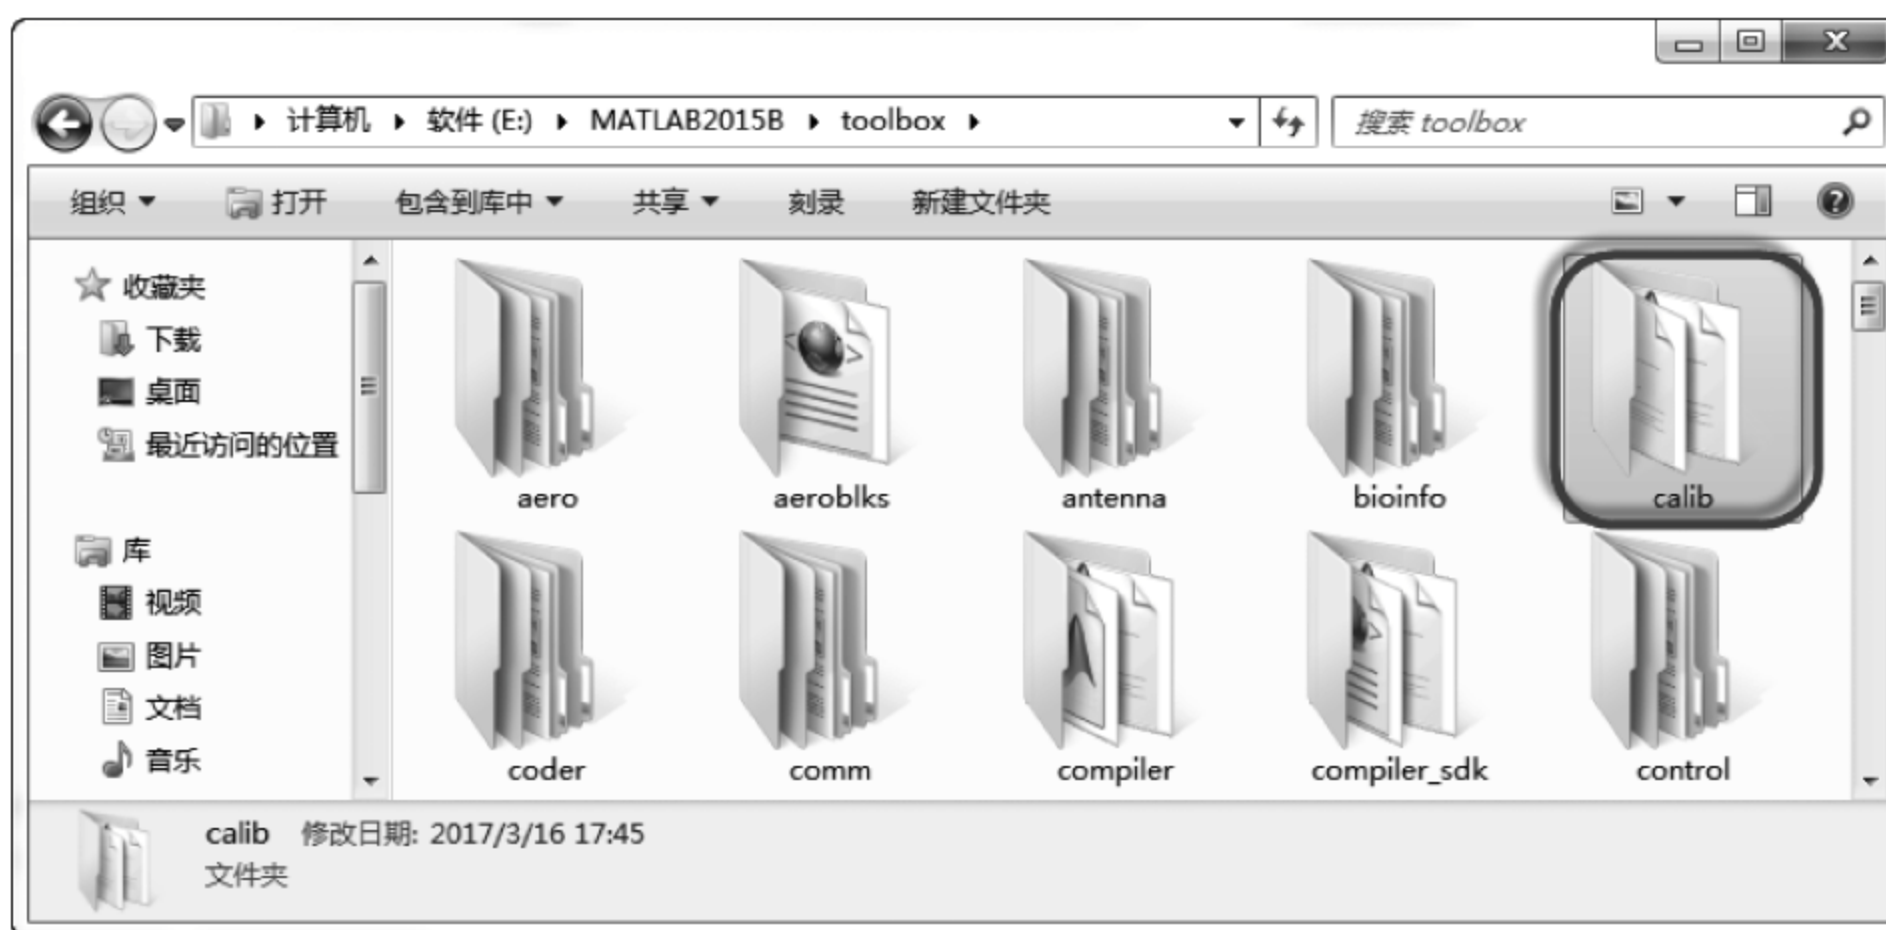 计算机 软件 (E:) MATLAB2015B toolbox 搜索 toolbox
组织 打开 包含到库中 共享 刻录 新建文件夹
收藏夹
下载
桌面
最近访问的位置
库
视频
图片
文档
音乐
aero aeroblks antenna bioinfo calib
coder comm compiler compiler_sdk control
calib 修改日期: 2017/3/16 17:45
文件夹